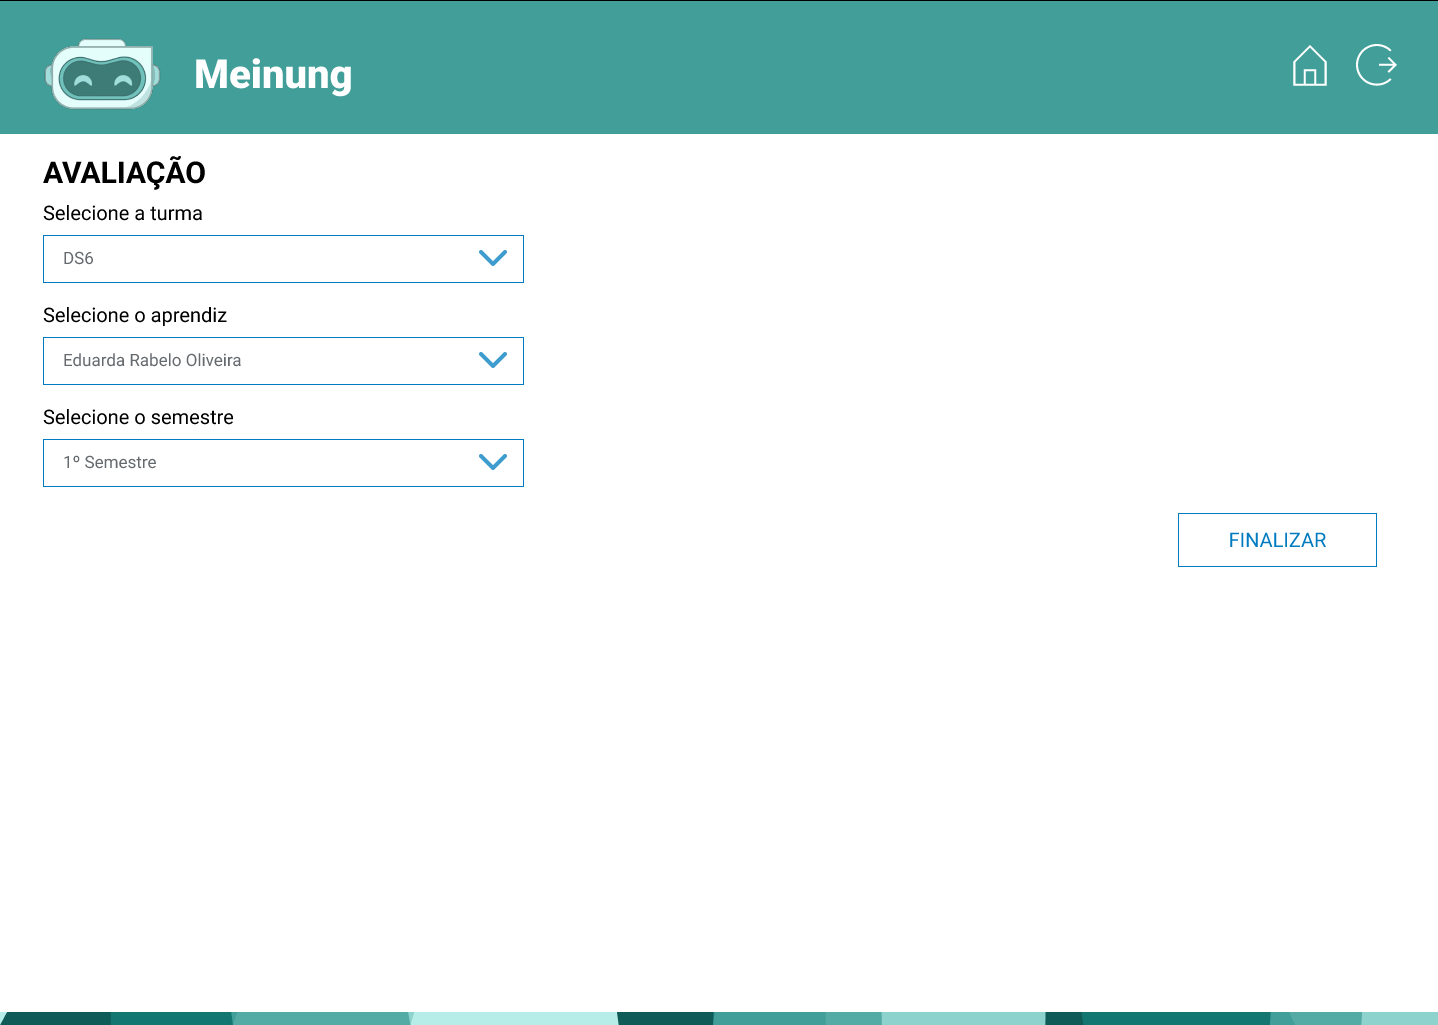 Meinung
AVALIAÇÃO
Selecione a turma
DS6
Selecione o aprendiz
Eduarda Rabelo Oliveira
Selecione o semestre
1º Semestre
FINALIZAR